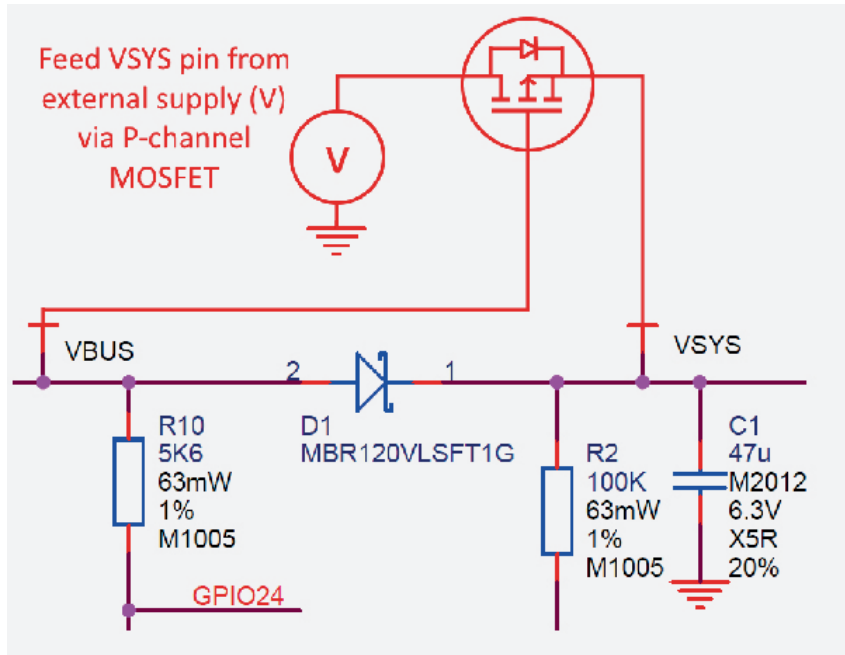 Feed VSYS pin from
external supply (V)
via P-channel
MOSFET
V
VBUS
VSYS
2
1
R10
5K6
63mW
1%
M1005
D1
MBR120VLSFT1G
R2
100K
63mW
1%
M1005
C1
47u
M2012
6.3V
X5R
20%
GPIO24